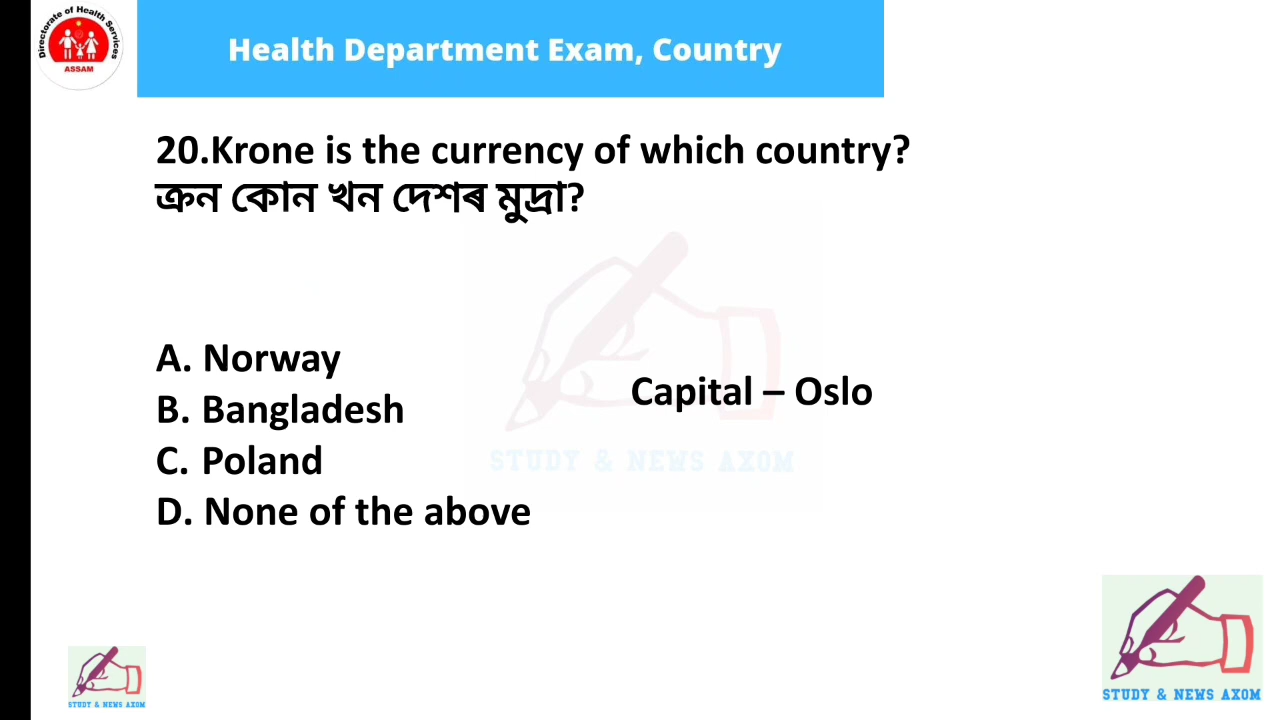 Directorate of Health Services
ASSAM
Health Department Exam, Country
20.Krone is the currency of which country?
ক্ৰন কোন খন দেশৰ মুদ্ৰা?
A. Norway
B. Bangladesh
C. Poland
D. None of the above
Capital – Oslo
STUDY & NEWS AXOM
STUDY & NEWS AXOM
STUDY & NEWS AXOM